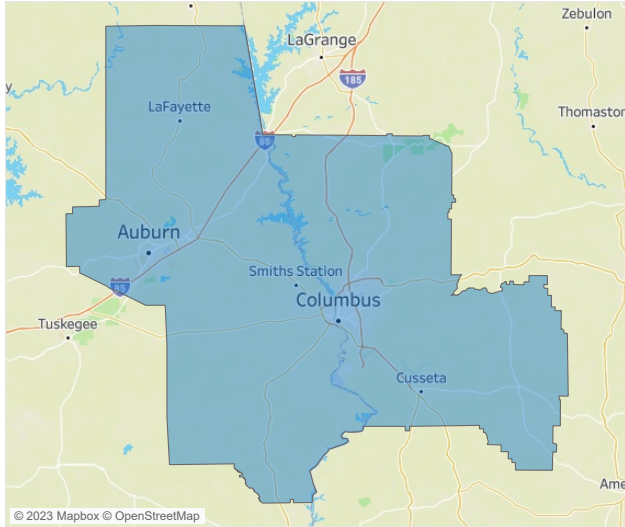 Zebulon
LaGrange
185
y
LaFayette
Thomaston
85
Auburn
Smiths Station
85
Columbus
Tuskegee
Cusseta
Ame
© 2023 Mapbox © OpenStreetMap